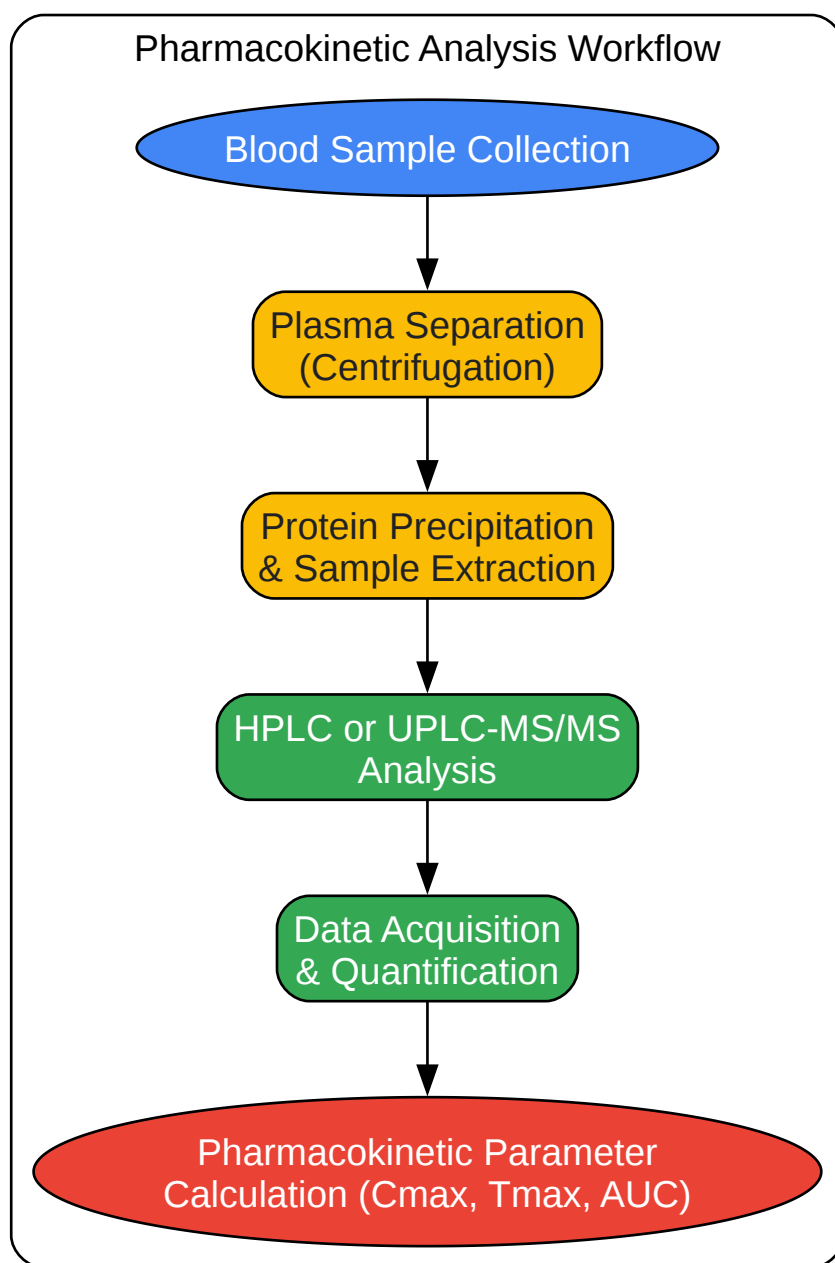 Pharmacokinetic Analysis Workflow
Blood Sample Collection
Plasma Separation
(Centrifugation)
Protein Precipitation
& Sample Extraction
HPLC or UPLC-MS/MS
Analysis
Data Acquisition
& Quantification
Pharmacokinetic Parameter
Calculation (Cmax, Tmax, AUC)